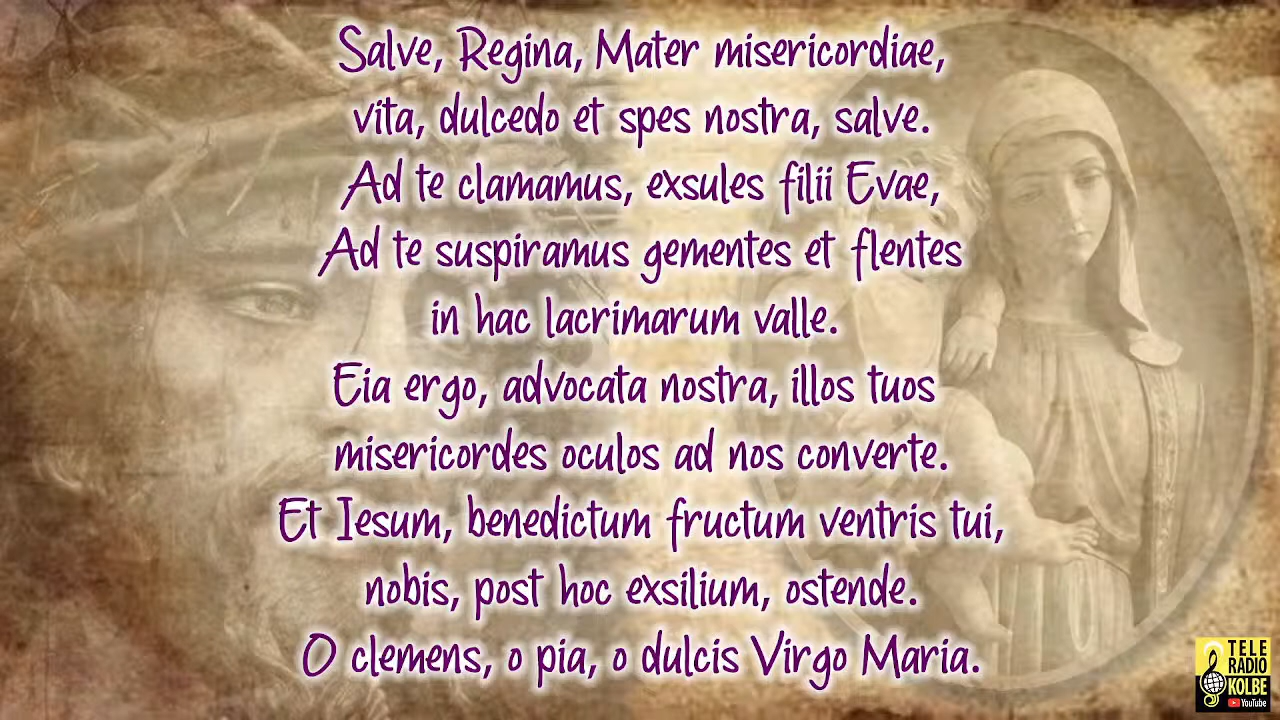 Salve, Regina, Mater misericordiae,
vita, dulcedo et spes nostra, salve.
Ad te clamamus, exsules filii Evae,
Ad te suspiramus gementes et flentes
in hac lacrimarum valle.
Eia ergo, advocata nostra, illos tuos
misericordes oculos ad nos converte.
Et Iesum, benedictum fructum ventris tui,
nobis, post hoc exsilium, ostende.
O clemens, o pia, o dulcis Virgo Maria.
TELE
RADIO
KOLBE
YouTube